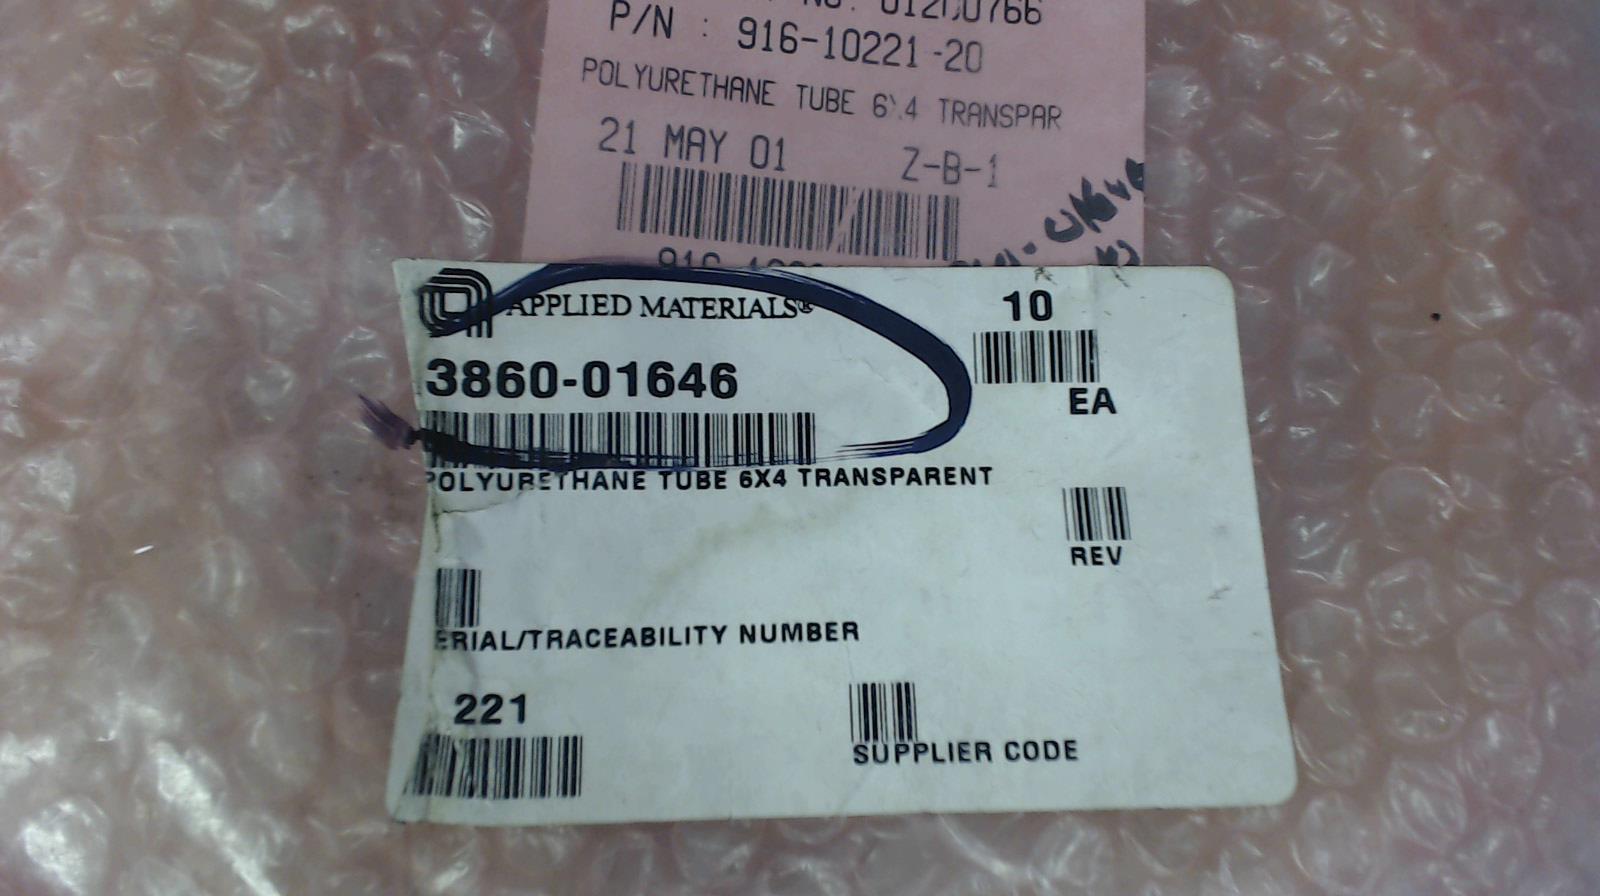 P/N : 916-10221-20
POLYURETHANE TUBE 6X4 TRANSPAR
21 MAY 01 Z-B-1
APPLIED MATERIALS®
10
3860-01646
EA
POLYURETHANE TUBE 6X4 TRANSPARENT
REV
ERIAL/TRACEABILITY NUMBER
221
SUPPLIER CODE